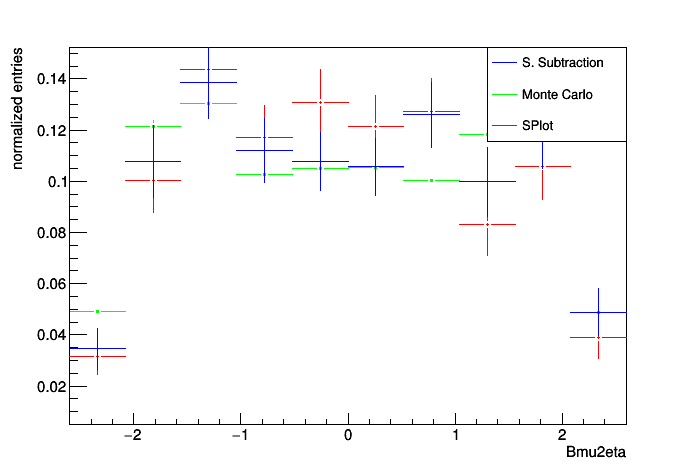 normalized entries
0.14
0.12
0.1
0.08
0.06
0.04
0.02
S. Subtraction
Monte Carlo
SPlot
−2
−1
0
1
2
Bmu2eta